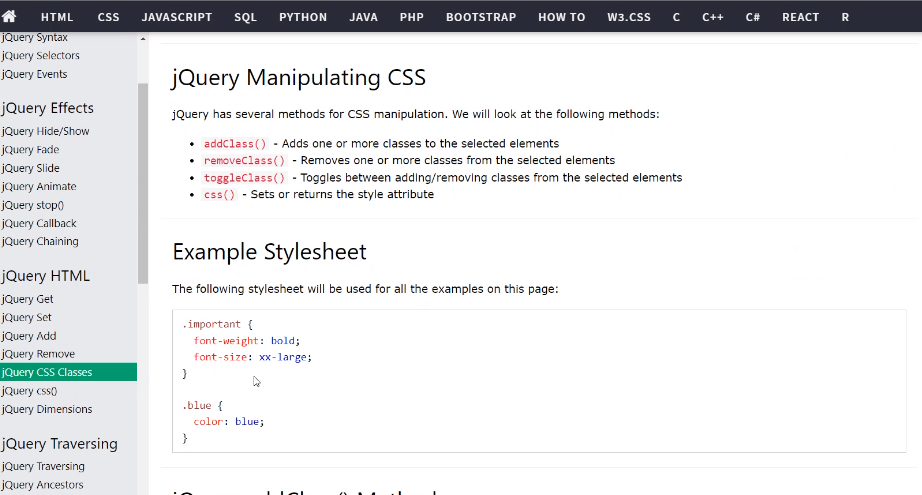 HTML CSS JAVASCRIPT SQL PYTHON JAVA PHP BOOTSTRAP HOW TO W3.CSS C C++ C# REACT R
jQuery Syntax
jQuery Selectors
jQuery Events
jQuery Effects
jQuery Hide/Show
jQuery Fade
jQuery Slide
jQuery Animate
jQuery stop()
jQuery Callback
jQuery Chaining
jQuery HTML
jQuery Get
jQuery Set
jQuery Add
jQuery Remove
jQuery CSS Classes
jQuery css()
jQuery Dimensions
jQuery Traversing
jQuery Traversing
jQuery Ancestors
jQuery Manipulating CSS
jQuery has several methods for CSS manipulation. We will look at the following methods:
• addClass() - Adds one or more classes to the selected elements
• removeClass() - Removes one or more classes from the selected elements
• toggleClass() - Toggles between adding/removing classes from the selected elements
• css() - Sets or returns the style attribute
Example Stylesheet
The following stylesheet will be used for all the examples on this page:
.important {
font-weight: bold;
font-size: xx-large;
}
.blue {
color: blue;
}
jQuery addClass() Method